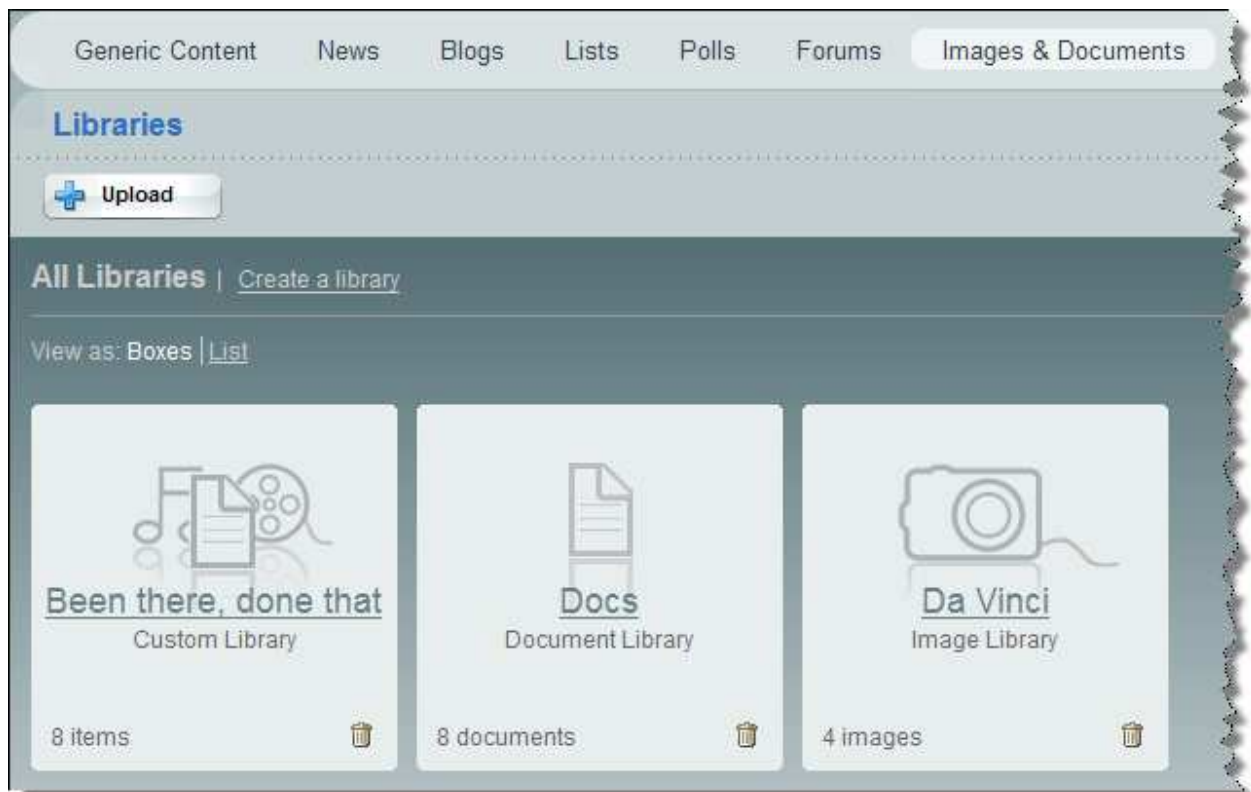 Generic Content News Blogs Lists Polls Forums Images & Documents
Libraries
Upload
All Libraries | Create a library
View as: Boxes | List
Been there, done that
Custom Library
8 items
Docs
Document Library
8 documents
Da Vinci
Image Library
4 images